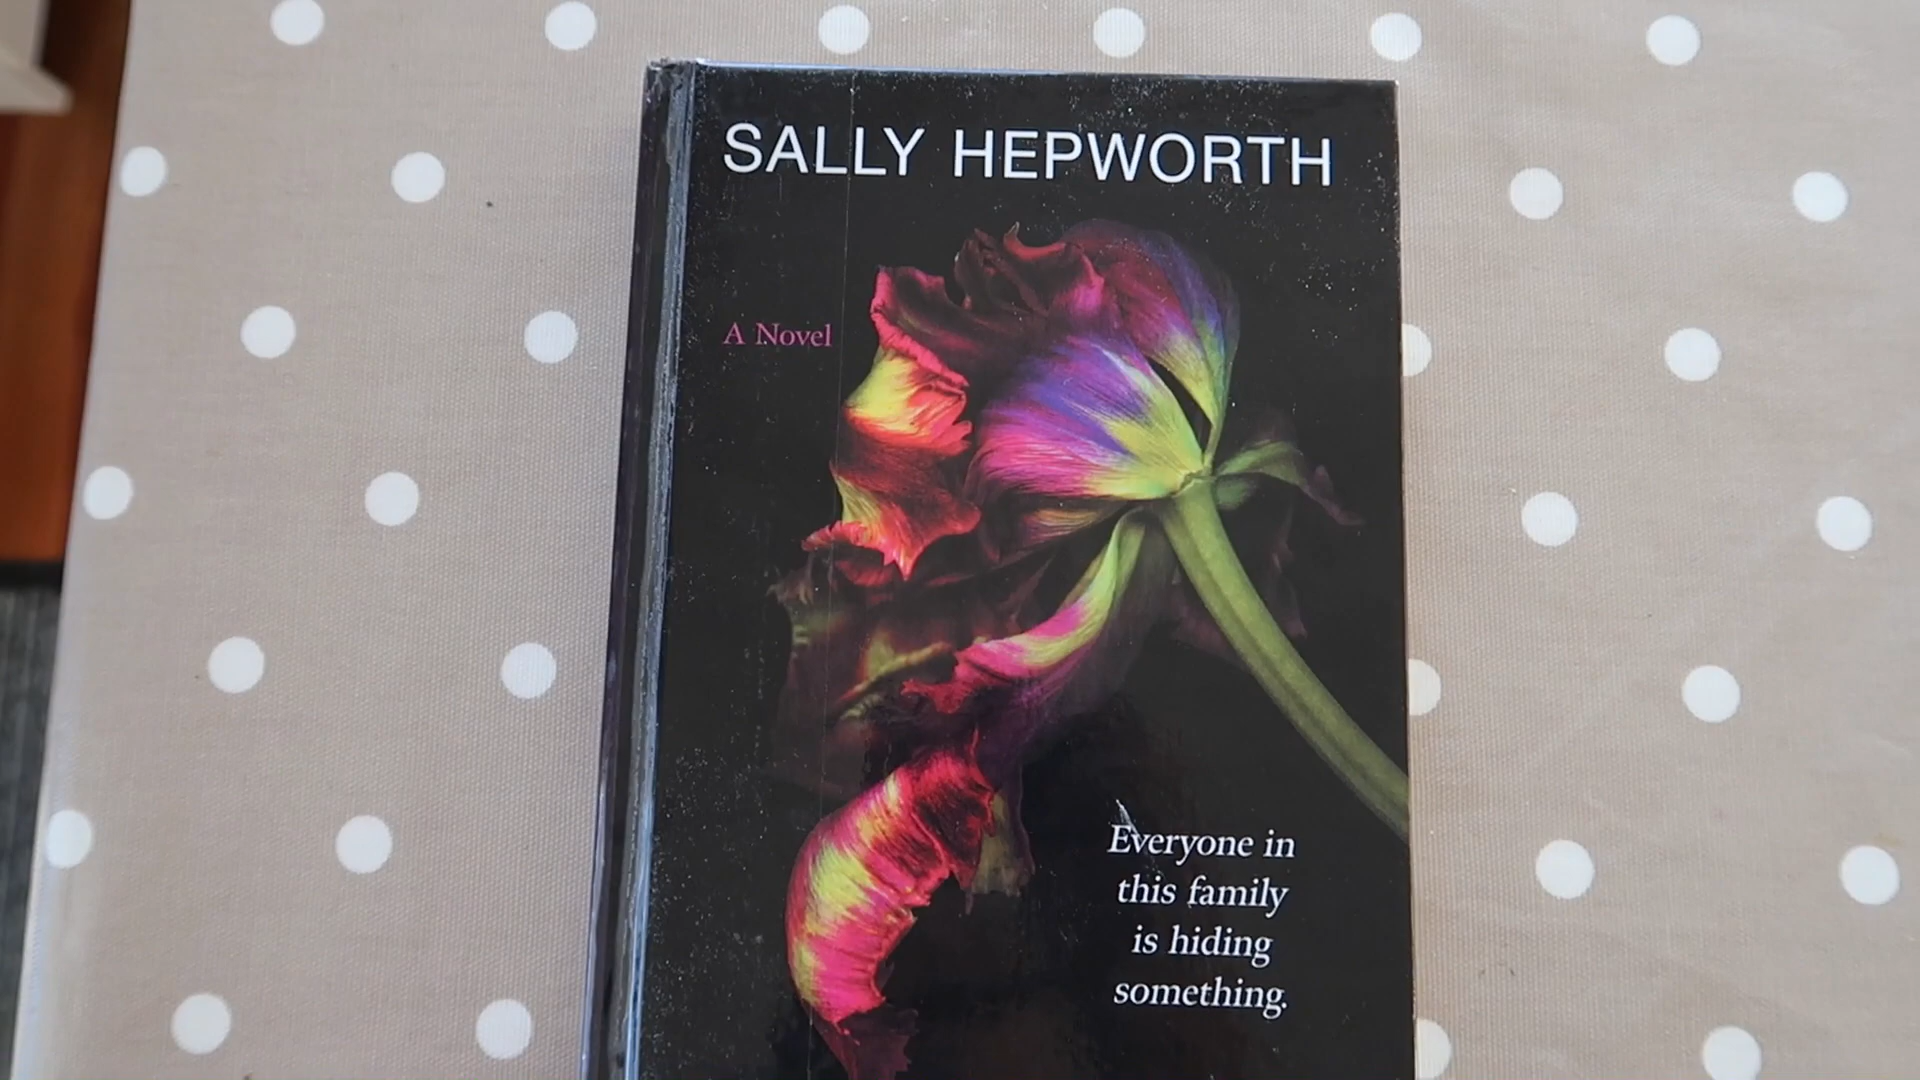 SALLY HEPWORTH
A Novel
Everyone in
this family
is hiding
something.